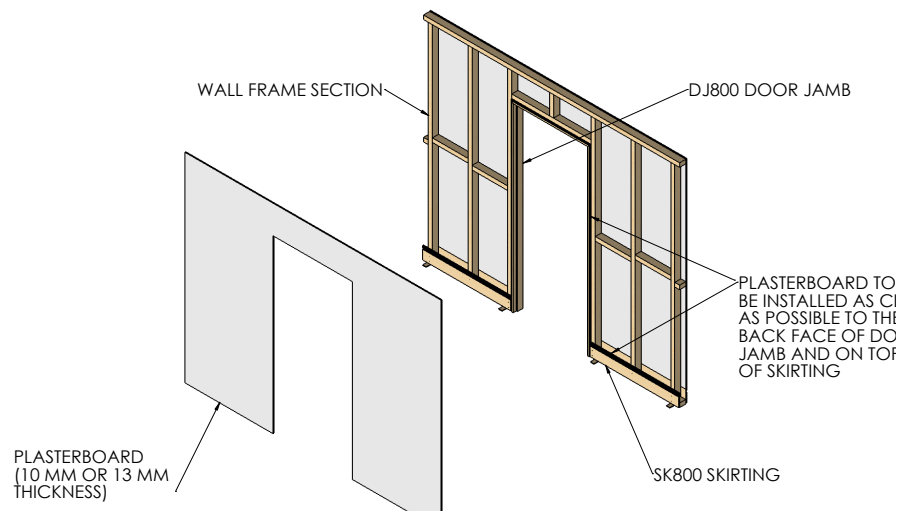 WALL FRAME SECTION
DJ800 DOOR JAMB
PLASTERBOARD TO
BE INSTALLED AS
AS POSSIBLE TO
BACK FACE OF
JAMB AND ON
OF SKIRTING
PLASTERBOARD
(10 MM OR 13 MM
THICKNESS)
SK800 SKIRTING